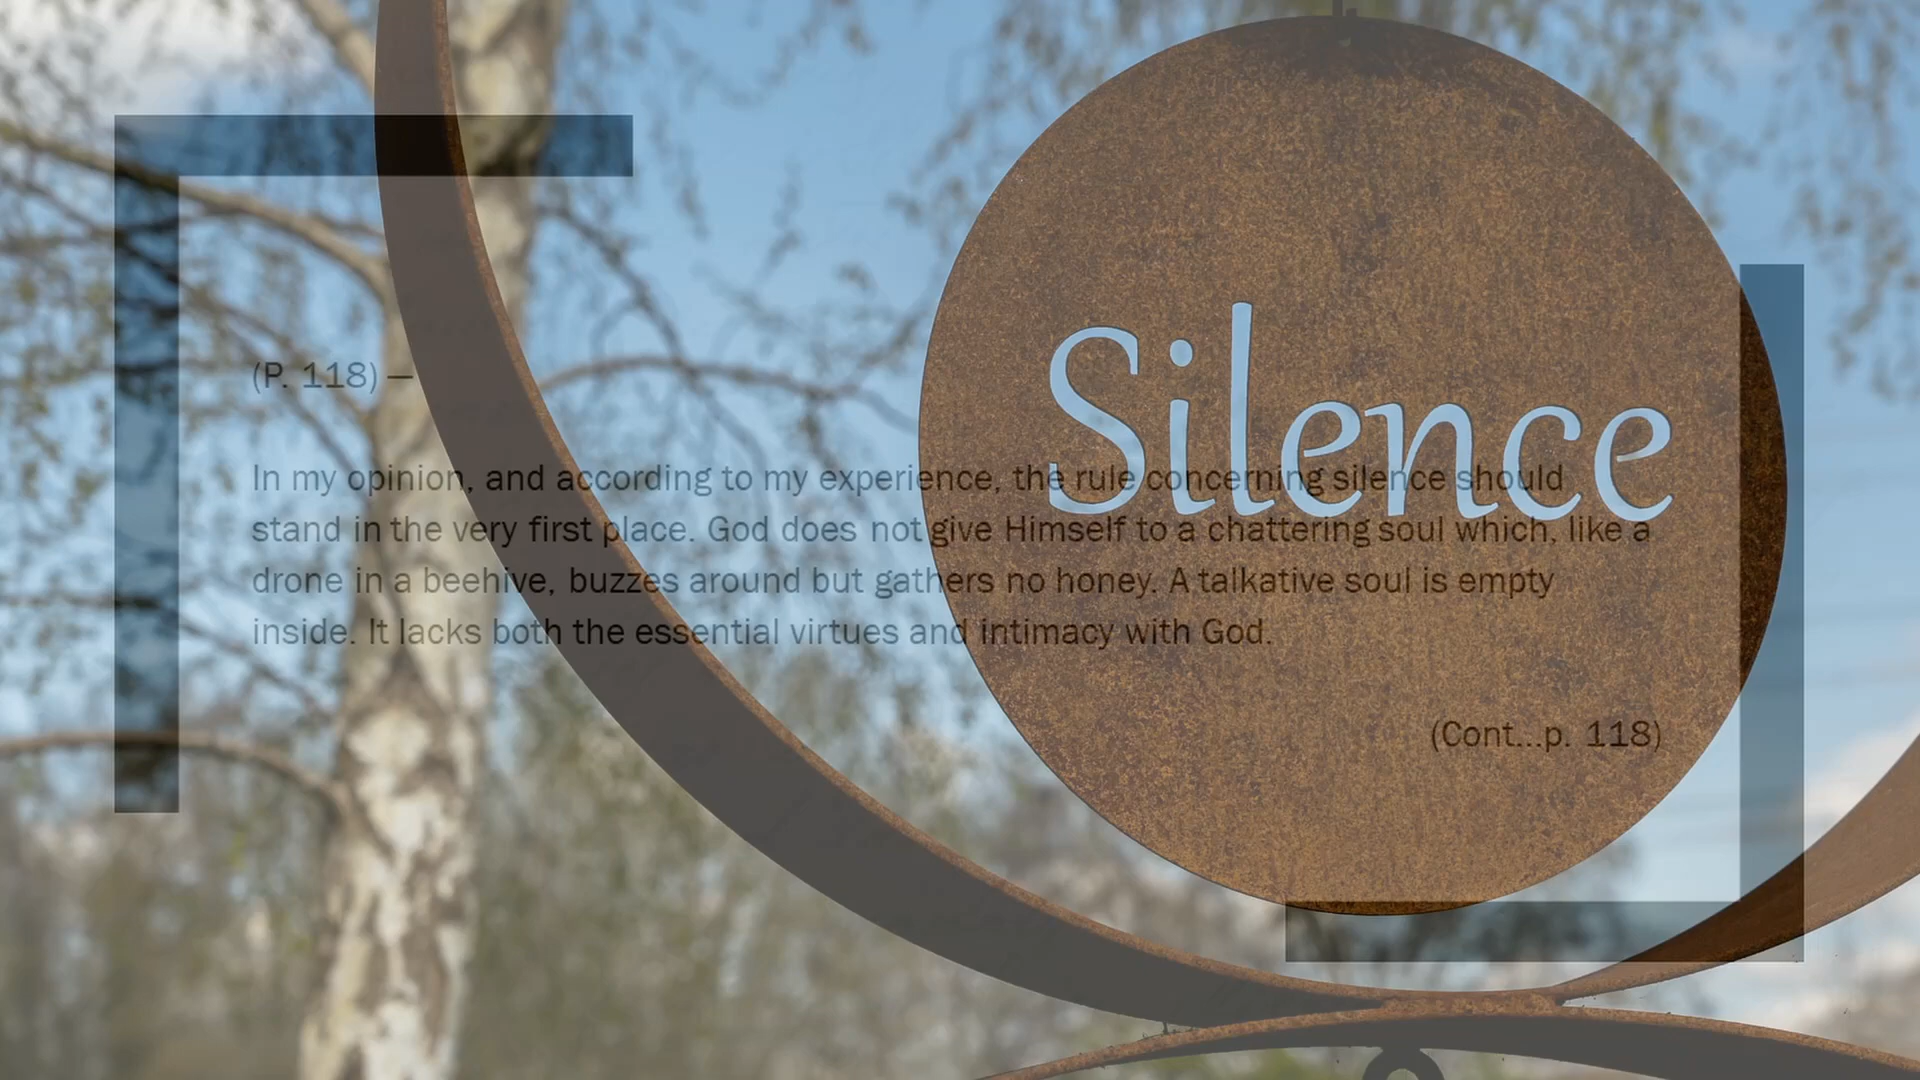 Silence
(P. 118) —
In my opinion, and according to my experience, the rule concerning silence should
stand in the very first place. God does not give Himself to a chattering soul which, like a
drone in a beehive, buzzes around but gathers no honey. A talkative soul is empty
inside. It lacks both the essential virtues and intimacy with God.
(Cont...p. 118)